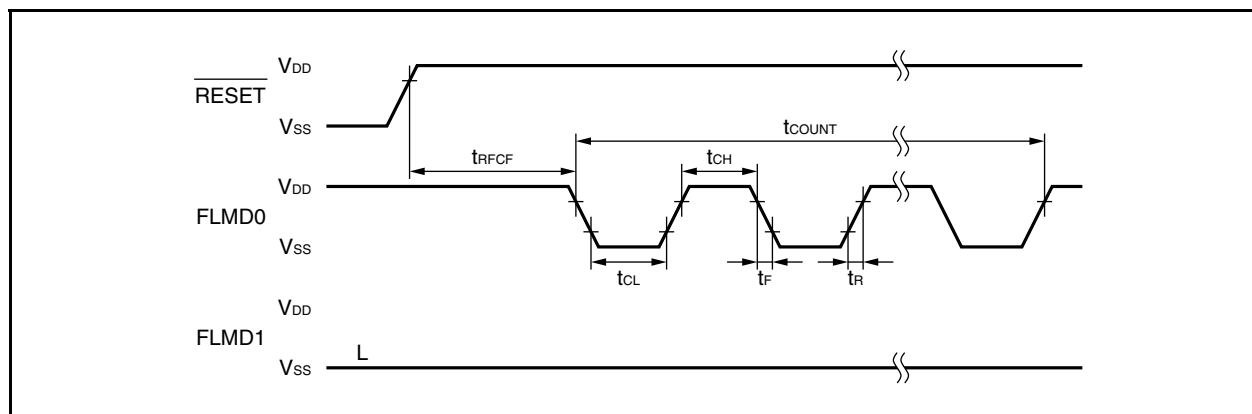 VDD
RESET
VSS
tCOUNT
tRFCF
tCH
VDD
FLMD0
VSS
tCL
tF
tR
VDD
FLMD1
L
VSS